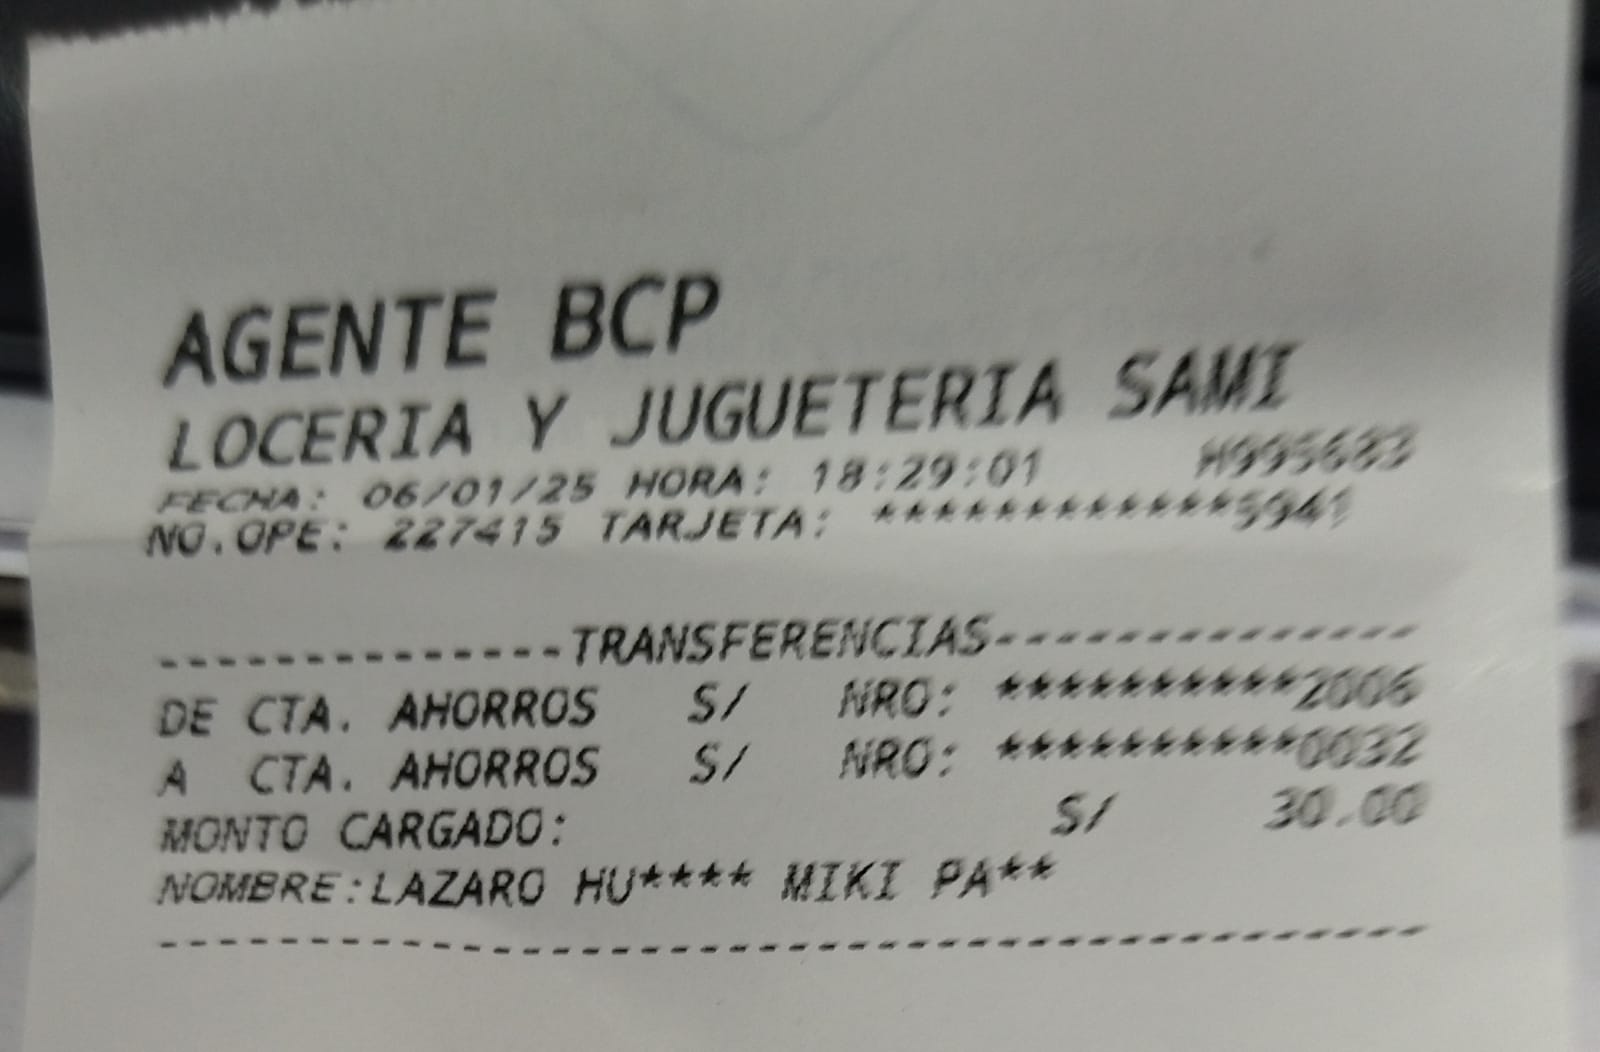 AGENTE BCP
LOCERIA Y JUGUETERIA SAMI
FECHA: 06/01/25 HORA: 18:29:01 H995683
NO.OPE: 227415 TARJETA: ************5941
--------------TRANSFERENCIAS--------------
DE CTA. AHORROS S/ NRO: **********2006
A CTA. AHORROS S/ NRO: **********0032
MONTO CARGADO: S/ 30.00
NOMBRE:LAZARO HU**** MIKI PA**
------------------------------------------